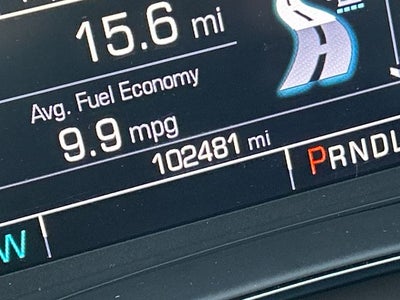 15.6 mi
Avg. Fuel Economy
9.9 mpg
102481 mi
PRNDL
W